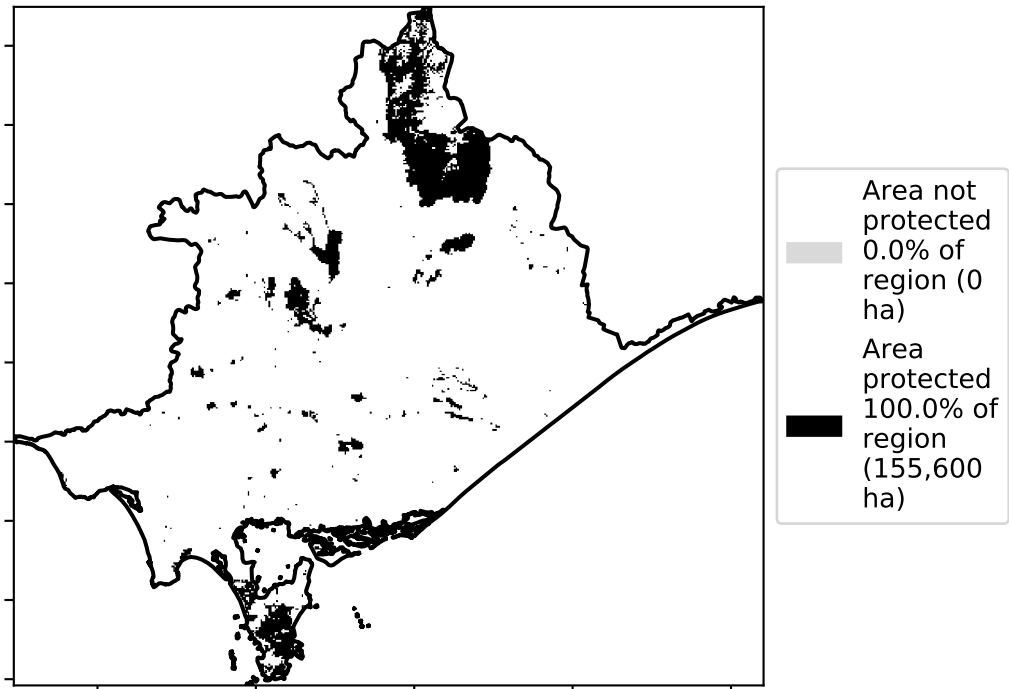 Area not
protected
0.0% of
region (0
ha)
Area
protected
100.0% of
region
(155,600
ha)